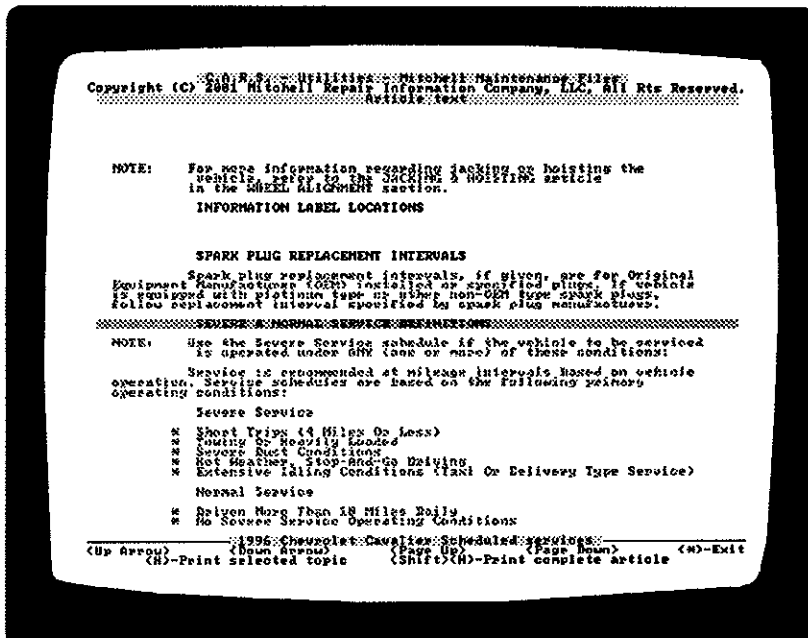 C.A.R.S. - Utilities - Mitchell Maintenance Files
Copyright (C) 2001 Mitchell Repair Information Company, LLC, All Rts Reserved.
Article text
NOTE: For more information regarding jacking or hoisting the
vehicle, refer to the JACKING & HOISTING article
in the WHEEL ALIGNMENT section.
INFORMATION LABEL LOCATIONS
SPARK PLUG REPLACEMENT INTERVALS
Spark plug replacement intervals, if given, are for Original
Equipment Manufacturer (OEM) installed or specified plugs. If vehicle
is equipped with platinum type or other non-OEM type spark plugs,
follow replacement interval specified by spark plug manufacturer.
SEVERE & NORMAL SERVICE DEFINITIONS
NOTE: Use the Severe Service schedule if the vehicle to be serviced
is operated under ANY (one or more) of these conditions:
Service is recommended at mileage intervals based on vehicle
operation. Service schedules are based on the following primary
operating conditions:
Severe Service
* Short Trips (4 Miles Or Less)
* Towing Or Heavily Loaded
* Severe Dust Conditions
* Hot Weather, Stop-And-Go Driving
* Extensive Idling Conditions (Taxi Or Delivery Type Service)
Normal Service
* Driven More Than 10 Miles Daily
* No Severe Service Operating Conditions
1996 Chevrolet Cavalier Scheduled services
<Up Arrow> <Down Arrow> <Page Up> <Page Down> <*>-Exit
<H>-Print selected topic <Shift><H>-Print complete article